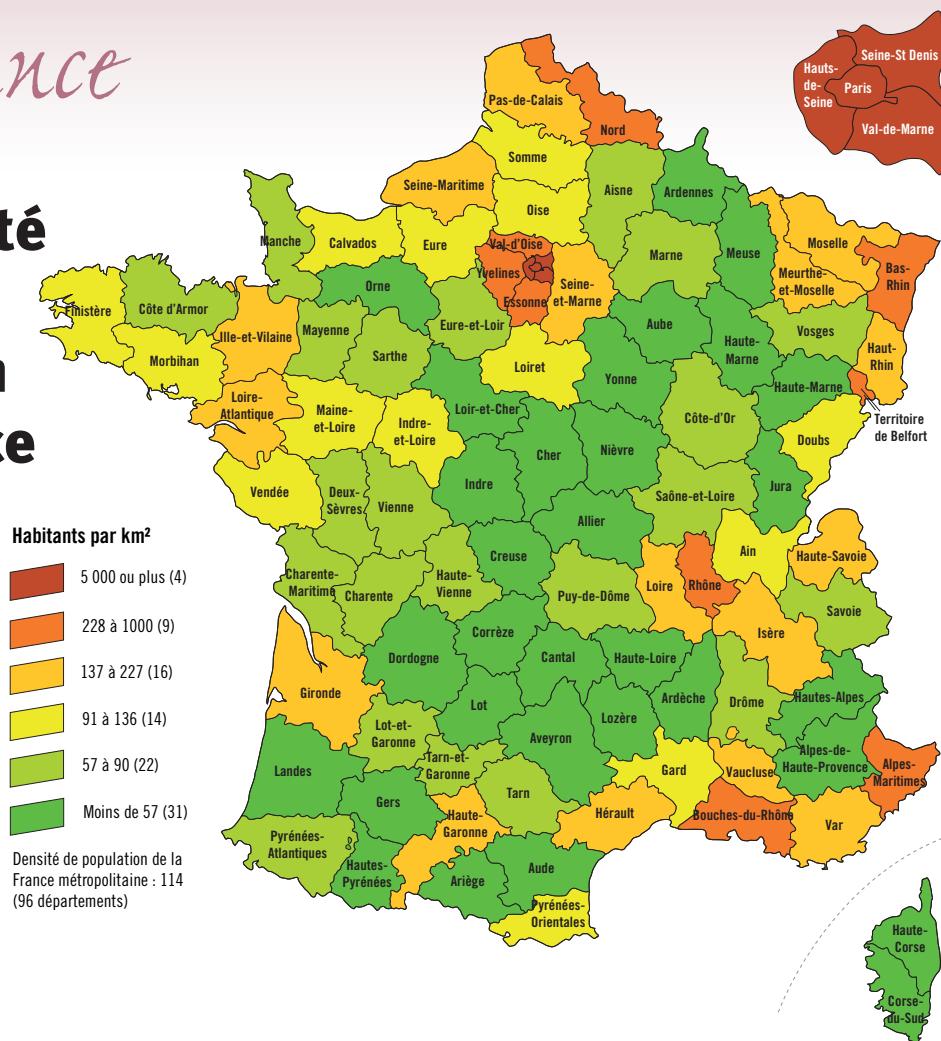 nce
té
n
ce
Habitants par km²
5 000 ou plus (4)
228 à 1000 (9)
137 à 227 (16)
91 à 136 (14)
57 à 90 (22)
Moins de 57 (31)
Densité de population de la
France métropolitaine : 114
(96 départements)
Hauts-
de-
Seine
Seine-St Denis
Paris
Val-de-Marne
Pas-de-Calais
Nord
Somme
Seine-Maritime
Aisne
Ardennes
Oise
Manche
Calvados
Eure
Val-d'Oise
Yvelines
Essonne
Seine-
et-Marne
Marne
Meuse
Moselle
Meurthe-
et-Moselle
Bas-
Rhin
Finistère
Côte d'Armor
Orne
Ille-et-Vilaine
Mayenne
Eure-et-Loir
Aube
Haute-
Marne
Vosges
Haut-
Rhin
Morbihan
Sarthe
Loiret
Yonne
Haute-Marne
Territoire
de Belfort
Loire-
Atlantique
Maine-
et-Loire
Indre-
et-Loire
Loir-et-Cher
Cher
Nièvre
Côte-d'Or
Doubs
Vendée
Deux-
Sèvres
Vienne
Indre
Allier
Saône-et-Loire
Jura
Charente-
Maritime
Charente
Haute-
Vienne
Creuse
Puy-de-Dôme
Loire
Rhône
Ain
Haute-Savoie
Savoie
Isère
Gironde
Dordogne
Corrèze
Cantal
Haute-Loire
Ardèche
Drôme
Hautes-Alpes
Lot-et-
Garonne
Lot
Aveyron
Lozère
Alpes-de-
Haute-Provence
Alpes-
Maritimes
Landes
Gers
Tarn-et-
Garonne
Tarn
Gard
Vaucluse
Hérault
Bouches-du-Rhône
Var
Pyrénées-
Atlantiques
Hautes-
Pyrénées
Haute-
Garonne
Ariège
Aude
Pyrénées-
Orientales
Haute-
Corse
Corse-
du-Sud